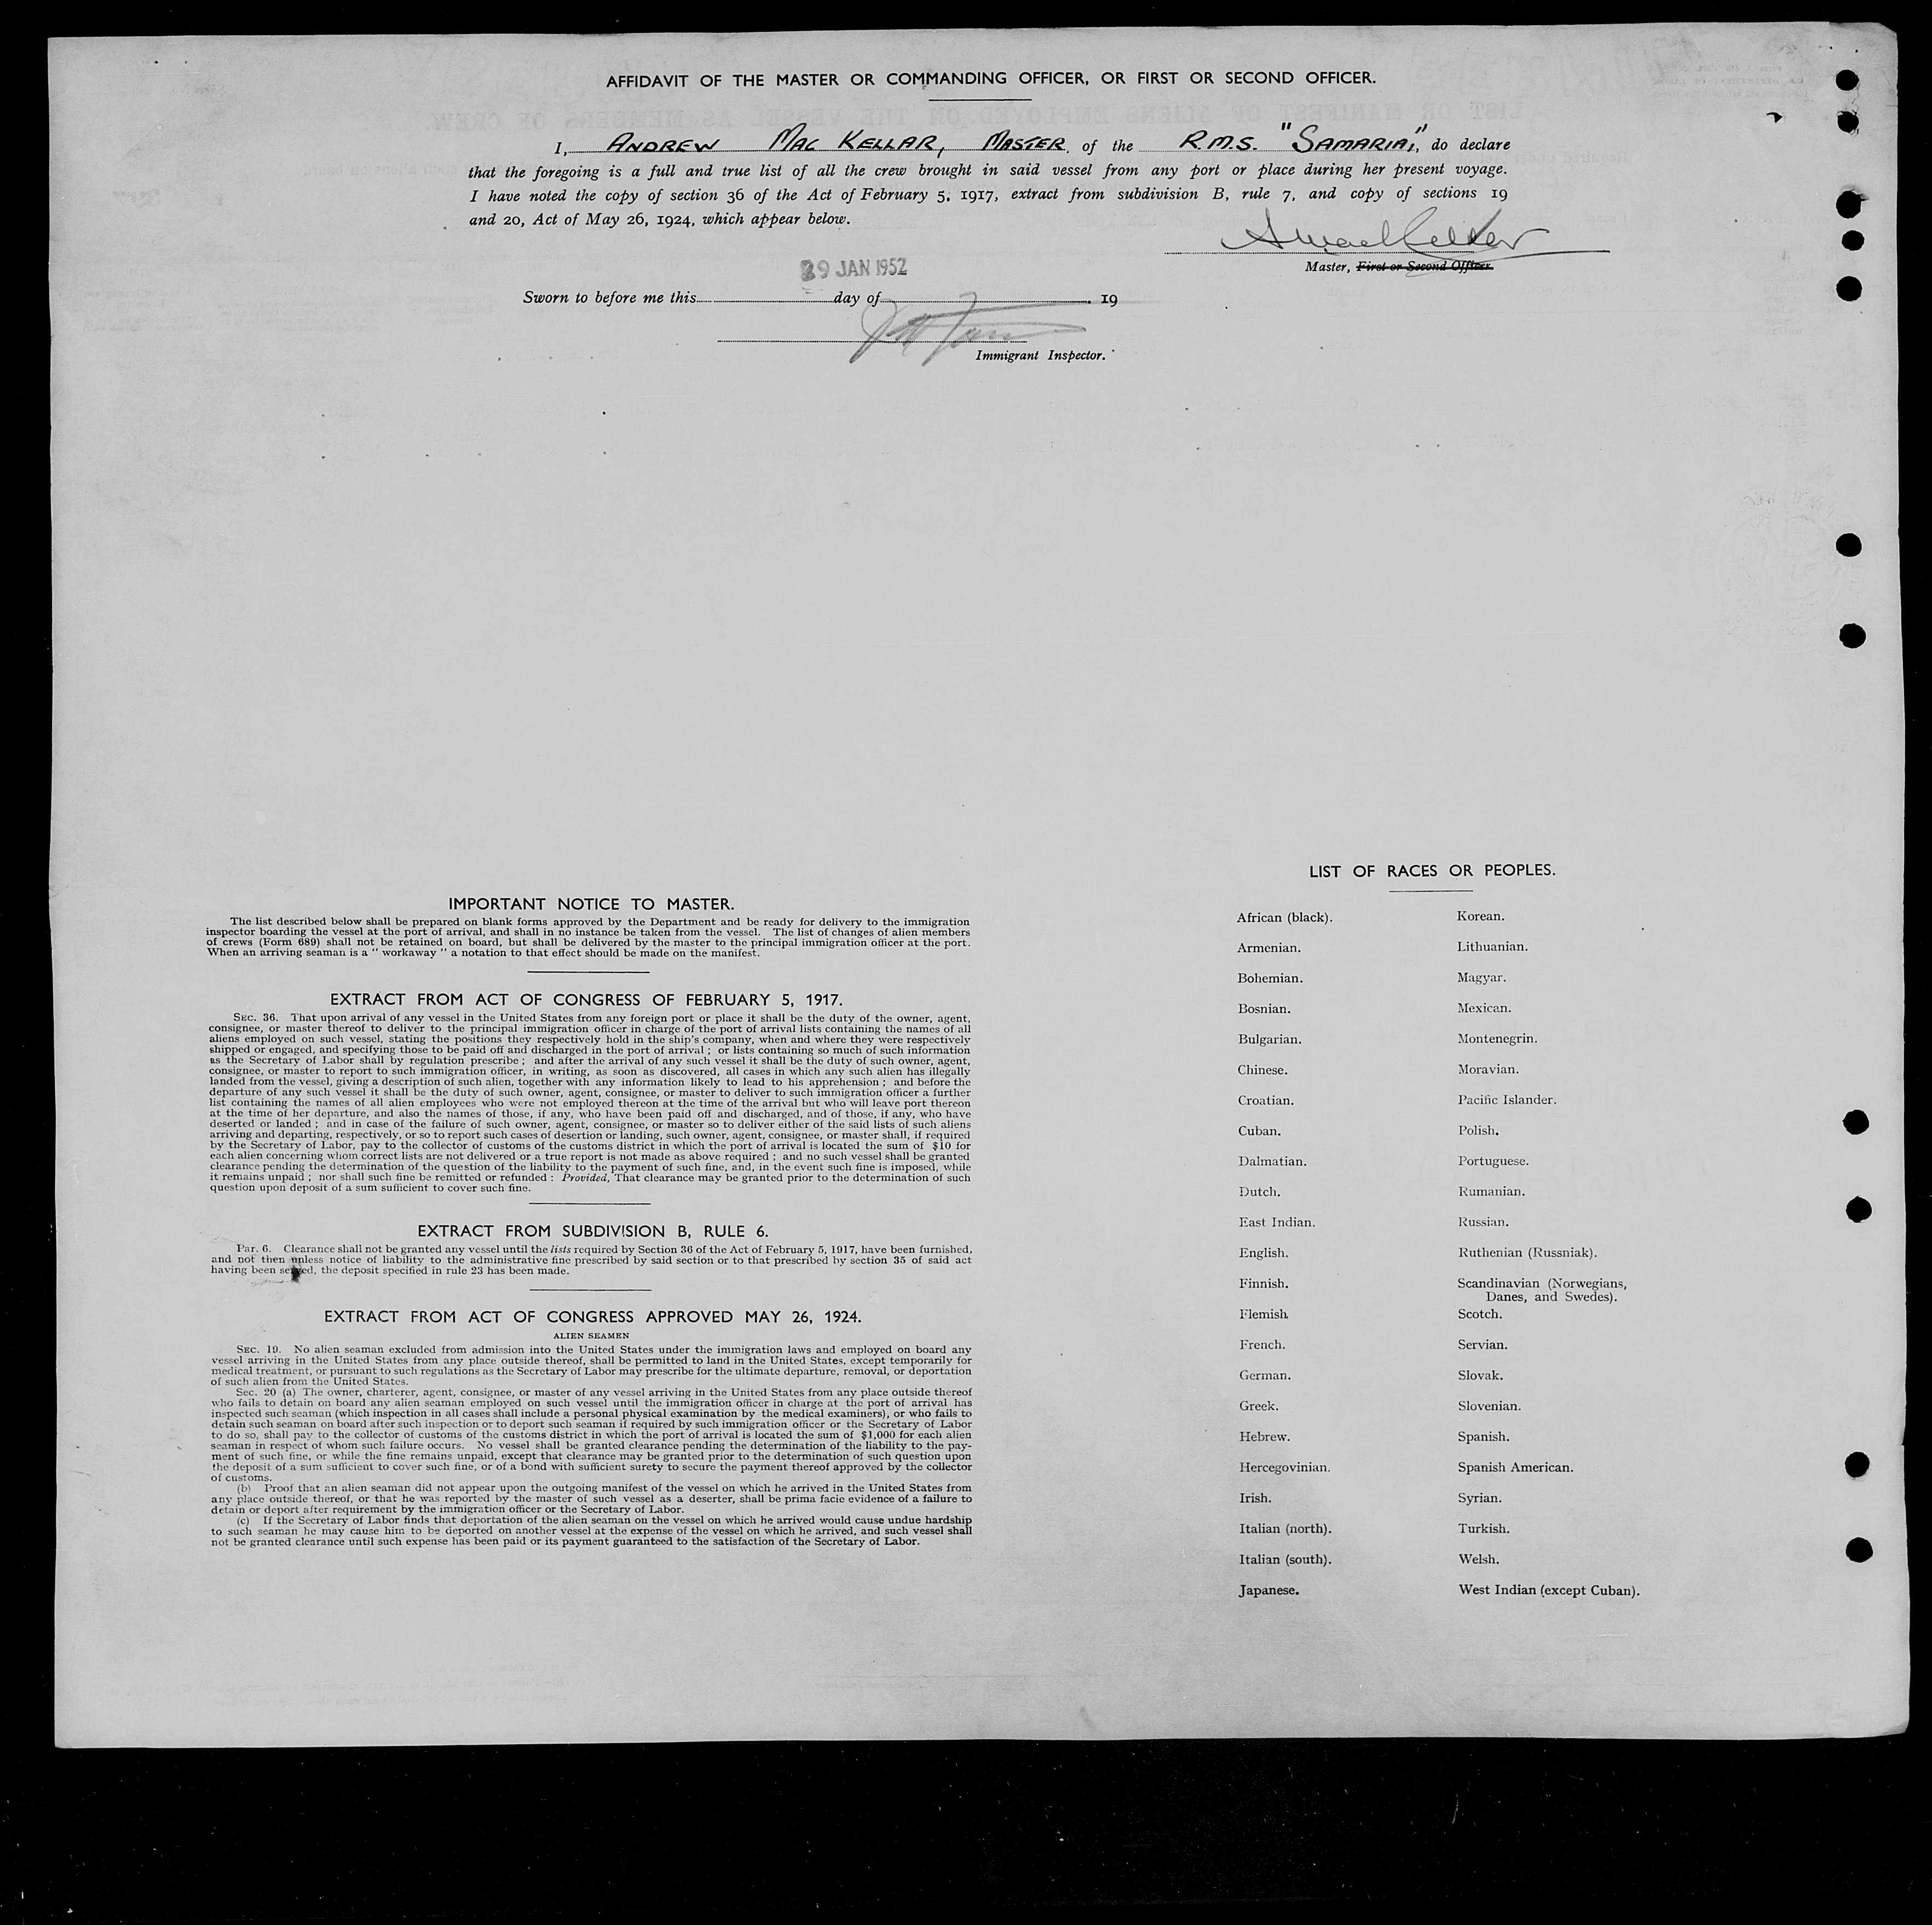 AFFIDAVIT OF THE MASTER OR COMMANDING OFFICER, OR FIRST OR SECOND OFFICER.
I, ANDREW MAC KELLAR, MASTER, of the R.M.S. "SAMARIA", do declare
that the foregoing is a full and true list of all the crew brought in said vessel from any port or place during her present voyage.
I have noted the copy of section 36 of the Act of February 5, 1917, extract from subdivision B, rule 7, and copy of sections 19
and 20, Act of May 26, 1924, which appear below.
Master, First or Second Officer.
29 JAN 1952
Sworn to before me this day of 19
Immigrant Inspector.
IMPORTANT NOTICE TO MASTER.
The list described below shall be prepared on blank forms approved by the Department and be ready for delivery to the immigration
inspector boarding the vessel at the port of arrival, and shall in no instance be taken from the vessel. The list of changes of alien members
of crews (Form 689) shall not be retained on board, but shall be delivered by the master to the principal immigration officer at the port.
When an arriving seaman is a " workaway " a notation to that effect should be made on the manifest.
EXTRACT FROM ACT OF CONGRESS OF FEBRUARY 5, 1917.
SEC. 36. That upon arrival of any vessel in the United States from any foreign port or place it shall be the duty of the owner, agent,
consignee, or master thereof to deliver to the principal immigration officer in charge of the port of arrival lists containing the names of all
aliens employed on such vessel, stating the positions they respectively hold in the ship's company, when and where they were respectively
shipped or engaged, and specifying those to be paid off and discharged in the port of arrival ; or lists containing so much of such information
as the Secretary of Labor shall by regulation prescribe ; and after the arrival of any such vessel it shall be the duty of such owner, agent,
consignee, or master to report to such immigration officer, in writing, as soon as discovered, all cases in which any such alien has illegally
landed from the vessel, giving a description of such alien, together with any information likely to lead to his apprehension ; and before the
departure of any such vessel it shall be the duty of such owner, agent, consignee, or master to deliver to such immigration officer a further
list containing the names of all alien employees who were not employed thereon at the time of the arrival but who will leave port thereon
at the time of her departure, and also the names of those, if any, who have been paid off and discharged, and of those, if any, who have
deserted or landed ; and in case of the failure of such owner, agent, consignee, or master so to deliver either of the said lists of such aliens
arriving and departing, respectively, or so to report such cases of desertion or landing, such owner, agent, consignee, or master shall, if required
by the Secretary of Labor, pay to the collector of customs of the customs district in which the port of arrival is located the sum of $10 for
each alien concerning whom correct lists are not delivered or a true report is not made as above required ; and no such vessel shall be granted
clearance pending the determination of the question of the liability to the payment of such fine, and, in the event such fine is imposed, while
it remains unpaid ; nor shall such fine be remitted or refunded : Provided, That clearance may be granted prior to the determination of such
question upon deposit of a sum sufficient to cover such fine.
EXTRACT FROM SUBDIVISION B, RULE 6.
Par. 6. Clearance shall not be granted any vessel until the lists required by Section 36 of the Act of February 5, 1917, have been furnished,
and not then unless notice of liability to the administrative fine prescribed by said section or to that prescribed by section 35 of said act
having been served, the deposit specified in rule 23 has been made.
EXTRACT FROM ACT OF CONGRESS APPROVED MAY 26, 1924.
ALIEN SEAMEN
SEC. 19. No alien seaman excluded from admission into the United States under the immigration laws and employed on board any
vessel arriving in the United States from any place outside thereof, shall be permitted to land in the United States, except temporarily for
medical treatment, or pursuant to such regulations as the Secretary of Labor may prescribe for the ultimate departure, removal, or deportation
of such alien from the United States.
Sec. 20 (a) The owner, charterer, agent, consignee, or master of any vessel arriving in the United States from any place outside thereof
who fails to detain on board any alien seaman employed on such vessel until the immigration officer in charge at the port of arrival has
inspected such seaman (which inspection in all cases shall include a personal physical examination by the medical examiners), or who fails to
detain such seaman on board after such inspection or to deport such seaman if required by such immigration officer or the Secretary of Labor
to do so, shall pay to the collector of customs of the customs district in which the port of arrival is located the sum of $1,000 for each alien
seaman in respect of whom such failure occurs. No vessel shall be granted clearance pending the determination of the liability to the pay-
ment of such fine, or while the fine remains unpaid, except that clearance may be granted prior to the determination of such question upon
the deposit of a sum sufficient to cover such fine, or of a bond with sufficient surety to secure the payment thereof approved by the collector
of customs.
(b) Proof that an alien seaman did not appear upon the outgoing manifest of the vessel on which he arrived in the United States from
any place outside thereof, or that he was reported by the master of such vessel as a deserter, shall be prima facie evidence of a failure to
detain or deport after requirement by the immigration officer or the Secretary of Labor.
(c) If the Secretary of Labor finds that deportation of the alien seaman on the vessel on which he arrived would cause undue hardship
to such seaman he may cause him to be deported on another vessel at the expense of the vessel on which he arrived, and such vessel shall
not be granted clearance until such expense has been paid or its payment guaranteed to the satisfaction of the Secretary of Labor.
LIST OF RACES OR PEOPLES.
African (black).
Armenian.
Bohemian.
Bosnian.
Bulgarian.
Chinese.
Croatian.
Cuban.
Dalmatian.
Dutch.
East Indian.
English.
Finnish.
Flemish.
French.
German.
Greek.
Hebrew.
Hercegovinian.
Irish.
Italian (north).
Italian (south).
Japanese.
Korean.
Lithuanian.
Magyar.
Mexican.
Montenegrin.
Moravian.
Pacific Islander.
Polish.
Portuguese.
Rumanian.
Russian.
Ruthenian (Russniak).
Scandinavian (Norwegians,
Danes, and Swedes).
Scotch.
Servian.
Slovak.
Slovenian.
Spanish.
Spanish American.
Syrian.
Turkish.
Welsh.
West Indian (except Cuban).